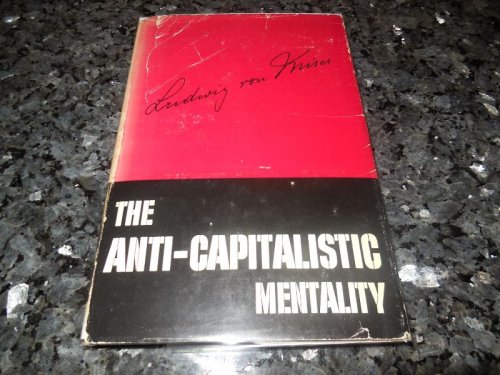 Ludwig von Mises
THE
ANTI-CAPITALISTIC
MENTALITY